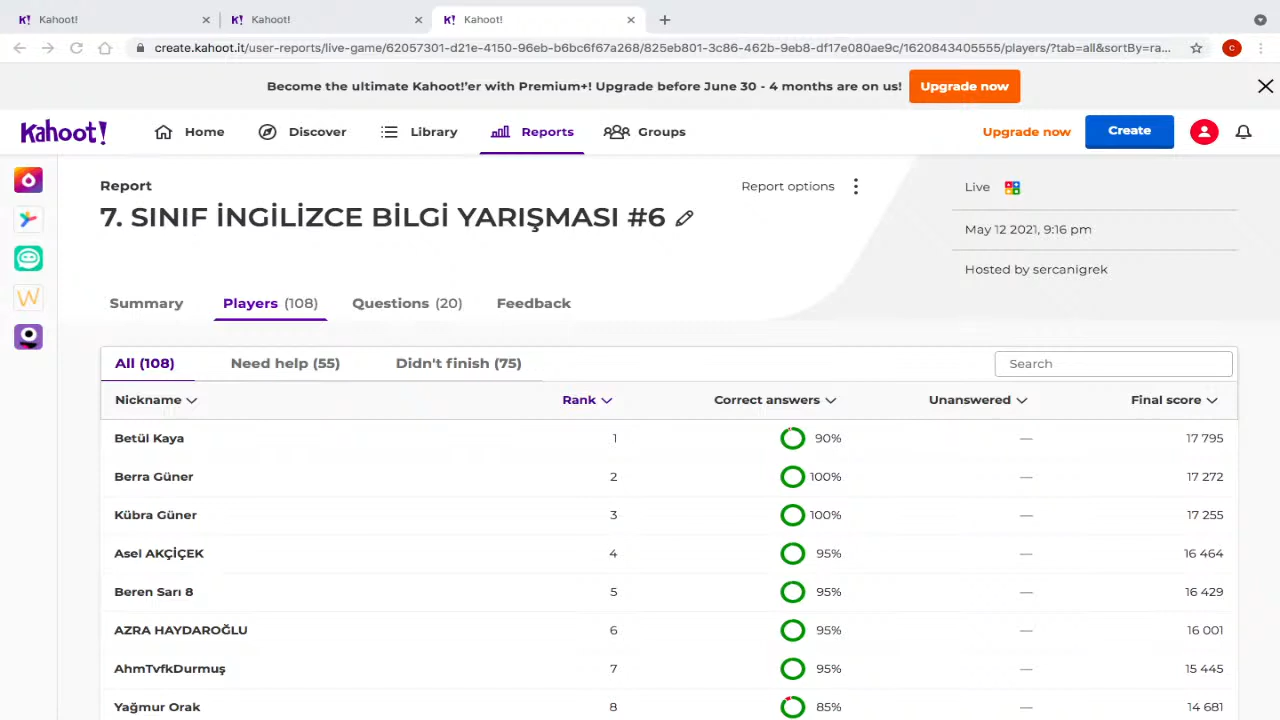 Kahoot!
Kahoot!
Kahoot!
create.kahoot.it/user-reports/live-game/62057301-d21e-4150-96eb-b6bc6f67a268/825eb801-3c86-462b-9eb8-df17e080ae9c/1620843405555/players/?tab=all&sortBy=ra...
C
Become the ultimate Kahoot!'er with Premium+! Upgrade before June 30 - 4 months are on us!
Upgrade now
Kahoot!
Home
Discover
Library
Reports
Groups
Upgrade now
Create
Report
Report options
7. SINIF İNGİLİZCE BİLGİ YARIŞMASI #6
Live
May 12 2021, 9:16 pm
Hosted by sercanigrek
Summary
Players (108)
Questions (20)
Feedback
All (108)
Need help (55)
Didn't finish (75)
Search
Nickname Rank Correct answers Unanswered Final score
Betül Kaya 1 90% — 17 795
Berra Güner 2 100% — 17 272
Kübra Güner 3 100% — 17 255
Asel AKÇİÇEK 4 95% — 16 464
Beren Sarı 8 5 95% — 16 429
AZRA HAYDAROĞLU 6 95% — 16 001
AhmTvfkDurmuş 7 95% — 15 445
Yağmur Orak 8 85% — 14 681